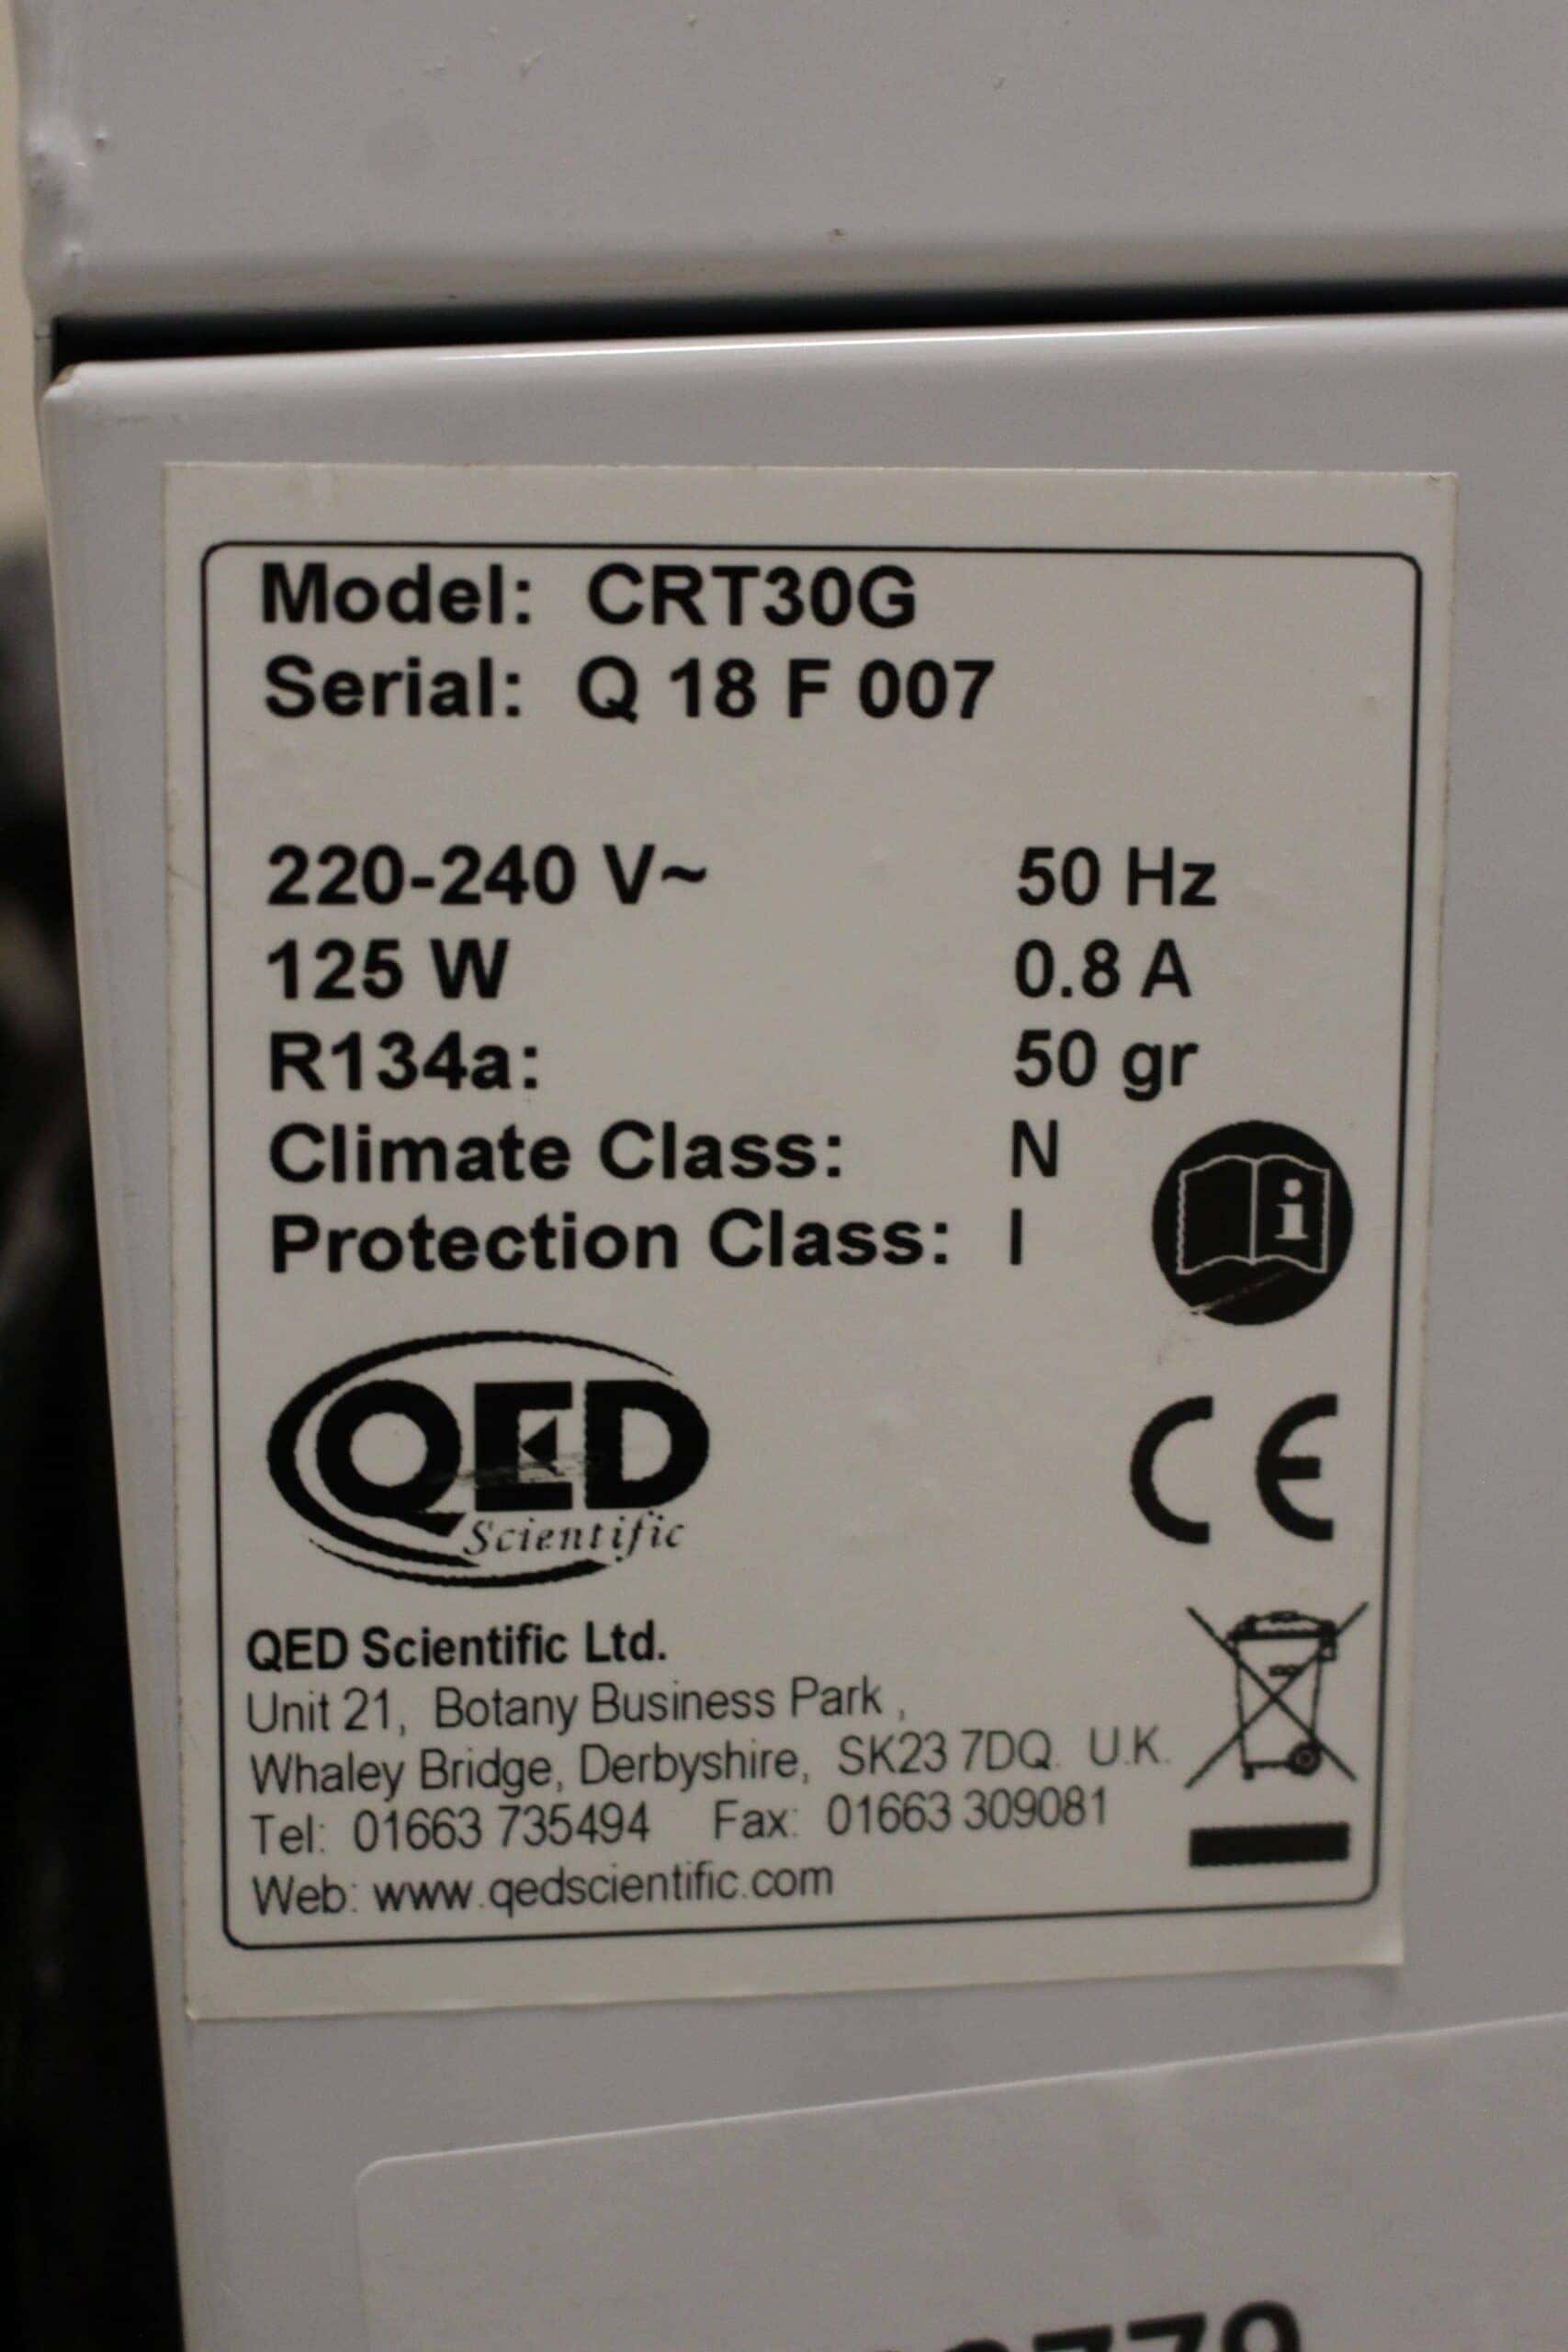 Model: CRT30G
Serial: Q 18 F 007
220-240 V~ 50 Hz
125 W 0.8 A
R134a: 50 gr
Climate Class: N
Protection Class: I
i
QED
Scientific
CE
QED Scientific Ltd.
Unit 21, Botany Business Park,
Whaley Bridge, Derbyshire, SK23 7DQ. U.K.
Tel: 01663 735494 Fax: 01663 309081
Web: www.qedscientific.com